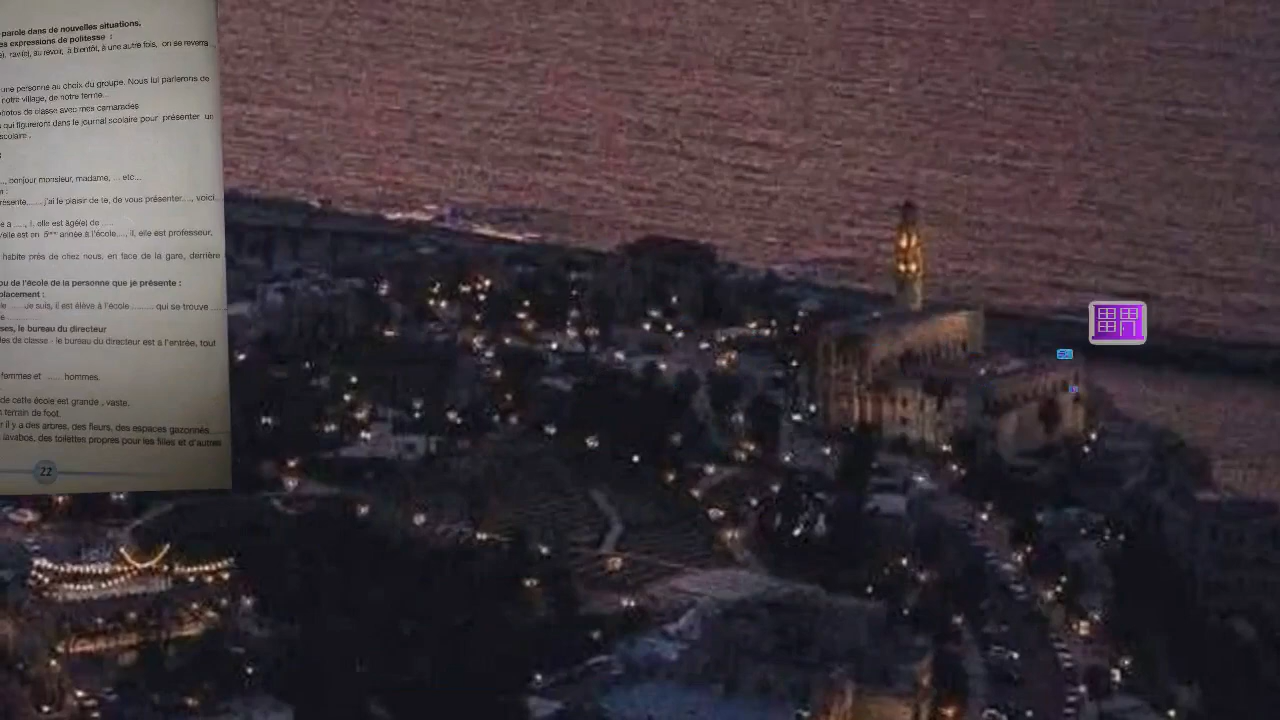 parole dans de nouvelles situations.
es expressions de politesse :
ravi(e), au revoir, à bientôt, à une autre fois, on se reverra ...
une personne au choix du groupe. Nous lui parlerons de
notre village, de notre ferme...
photos de classe avec mes camarades
qui figureront dans le journal scolaire pour présenter un
scolaire .
..., bonjour monsieur, madame, ... etc...
présente...... j'ai le plaisir de te, de vous présenter...., voici
e a ....., il, elle est âgé(e) de .....
/elle est en 5ème année à l'école...., il, elle est professeur,
habite près de chez nous, en face de la gare, derrière
ou de l'école de la personne que je présente :
placement :
je suis, il est élève à l'école ......... qui se trouve .....
ses, le bureau du directeur
les de classe - le bureau du directeur est à l'entrée, tout
femmes et ...... hommes.
de cette école est grande , vaste.
terrain de foot.
r il y a des arbres, des fleurs, des espaces gazonnés
lavabos, des toilettes propres pour les filles et d'autres
22